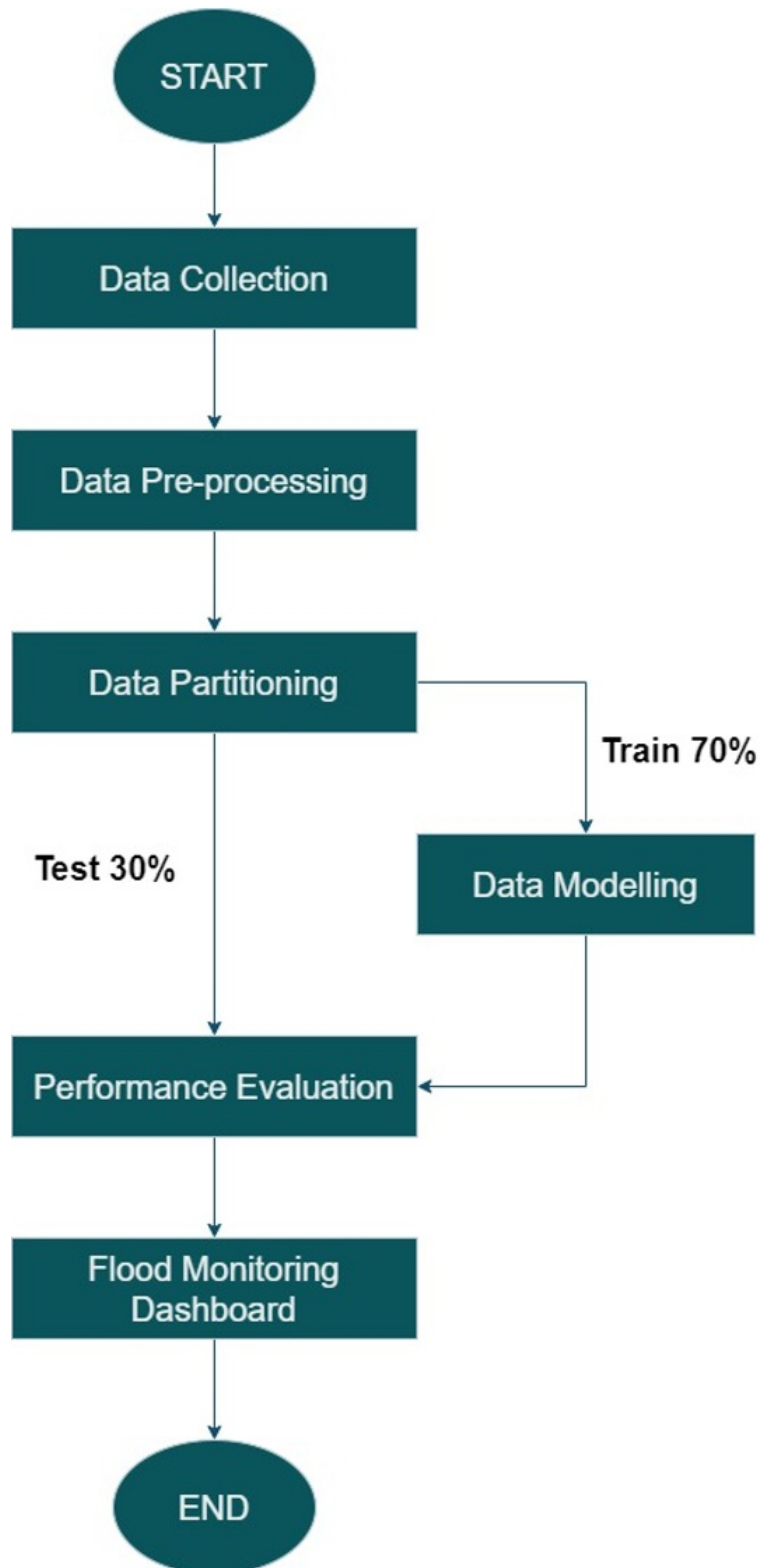 START
Data Collection
Data Pre-processing
Data Partitioning
Train 70%
Test 30%
Data Modelling
Performance Evaluation
Flood Monitoring
Dashboard
END